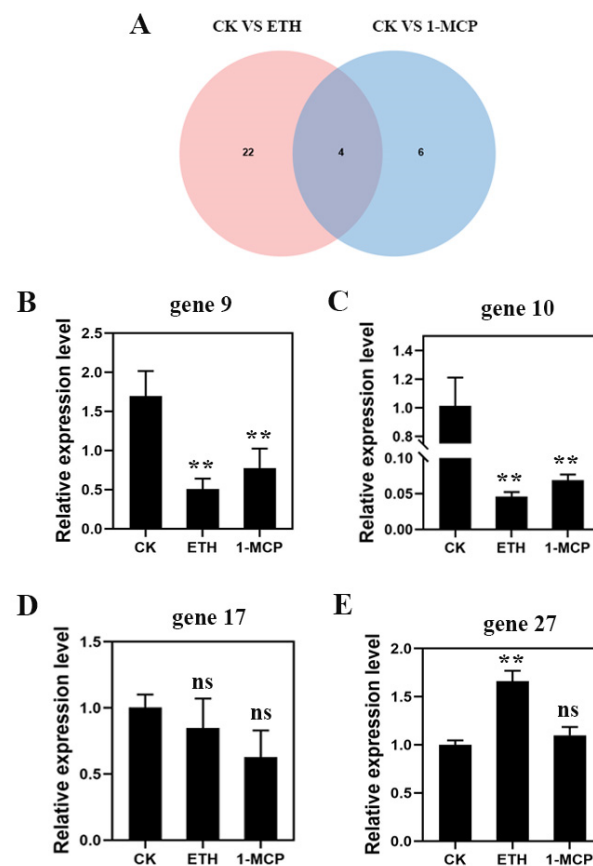 A
CK VS ETH CK VS 1-MCP
22 4 6
B
gene 9
Relative expression level
2.5
2.0
1.5
1.0
0.5
0.0
**
**
CK ETH 1-MCP
C
gene 10
Relative expression level
1.4
1.2
1.0
0.8
0.10
0.05
0.00
**
**
CK ETH 1-MCP
D
gene 17
Relative expression level
1.5
1.0
0.5
0.0
ns
ns
CK ETH 1-MCP
E
gene 27
Relative expression level
2.0
1.5
1.0
0.5
0.0
**
ns
CK ETH 1-MCP